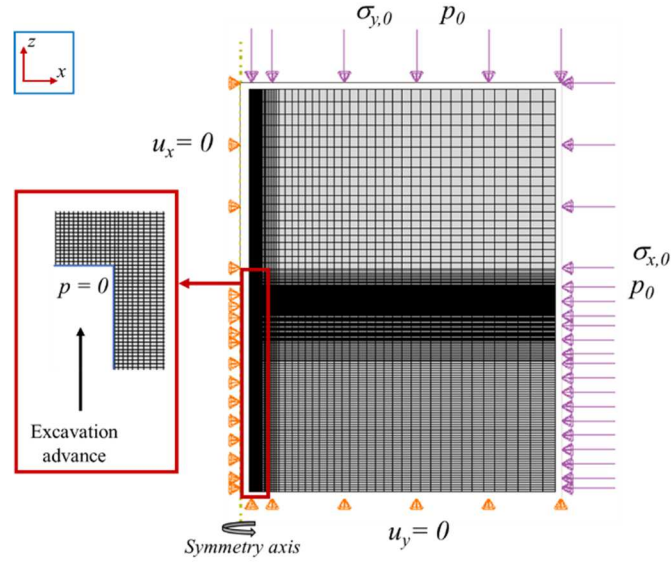 σy,0 p0
z
x
ux = 0
p = 0
σx,0
p0
Excavation
advance
Symmetry axis
uy = 0